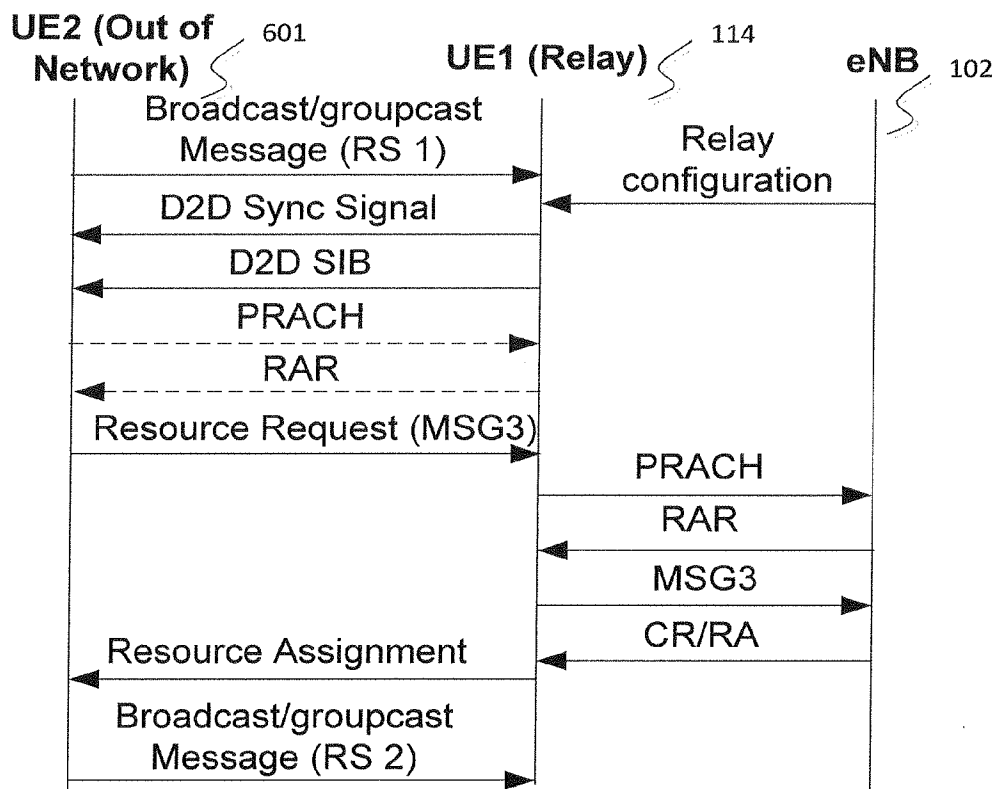 UE2 (Out of
Network)
601
UE1 (Relay)
114
eNB
102
Broadcast/groupcast
Message (RS 1)
Relay
configuration
D2D Sync Signal
D2D SIB
PRACH
RAR
Resource Request (MSG3)
PRACH
RAR
MSG3
CR/RA
Resource Assignment
Broadcast/groupcast
Message (RS 2)